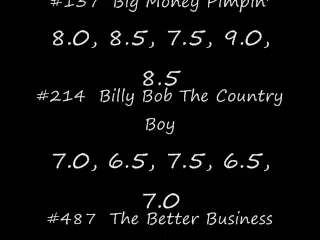 #137 Big Money Pimpin'
8.0, 8.5, 7.5, 9.0,
8.5
#214 Billy Bob The Country
Boy
7.0, 6.5, 7.5, 6.5,
7.0
#487 The Better Business